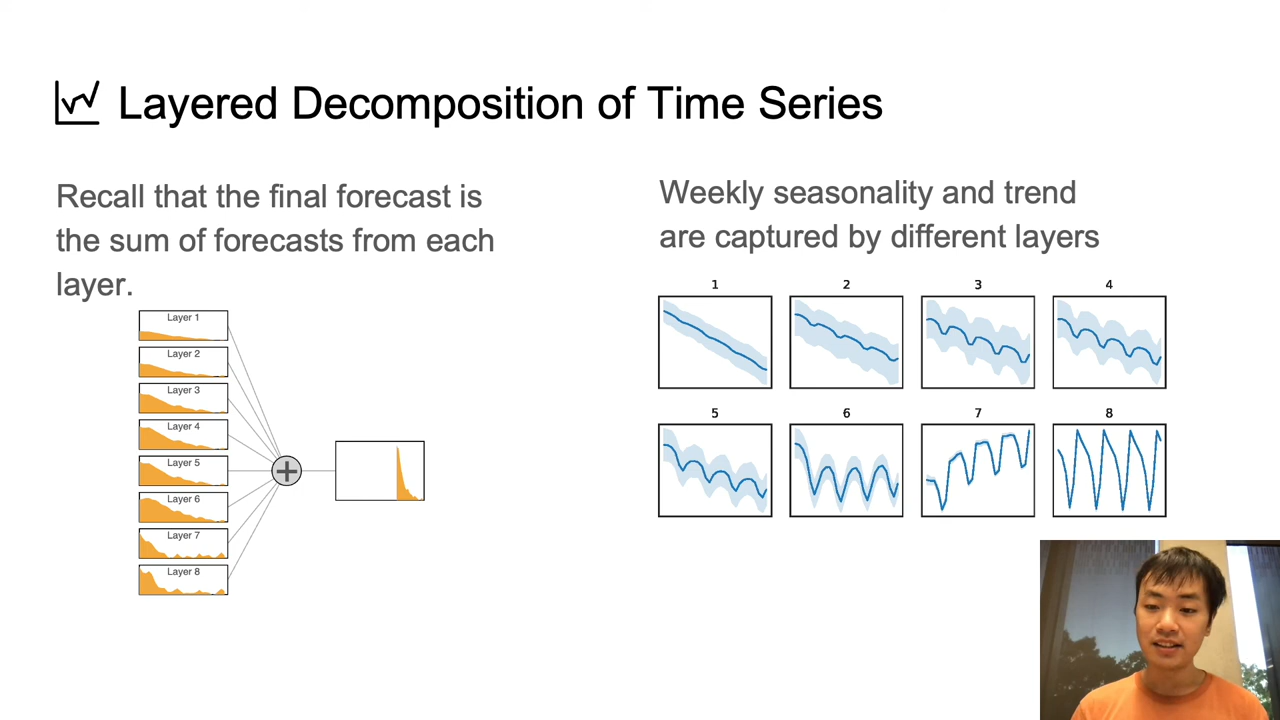 Layered Decomposition of Time Series
Recall that the final forecast is
the sum of forecasts from each
layer.
Layer 1
Layer 2
Layer 3
Layer 4
Layer 5
Layer 6
Layer 7
Layer 8
+
Weekly seasonality and trend
are captured by different layers
1 2 3 4
5 6 7 8